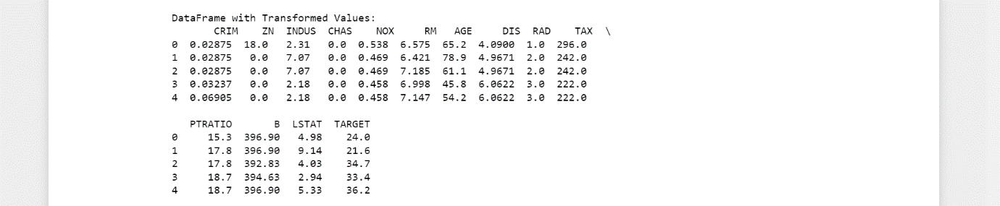 DataFrame with Transformed Values:
CRIM ZN INDUS CHAS NOX RM AGE DIS RAD TAX \
0 0.02875 18.0 2.31 0.0 0.538 6.575 65.2 4.0900 1.0 296.0
1 0.02875 0.0 7.07 0.0 0.469 6.421 78.9 4.9671 2.0 242.0
2 0.02875 0.0 7.07 0.0 0.469 7.185 61.1 4.9671 2.0 242.0
3 0.03237 0.0 2.18 0.0 0.458 6.998 45.8 6.0622 3.0 222.0
4 0.06905 0.0 2.18 0.0 0.458 7.147 54.2 6.0622 3.0 222.0
PTRATIO B LSTAT TARGET
0 15.3 396.90 4.98 24.0
1 17.8 396.90 9.14 21.6
2 17.8 392.83 4.03 34.7
3 18.7 394.63 2.94 33.4
4 18.7 396.90 5.33 36.2